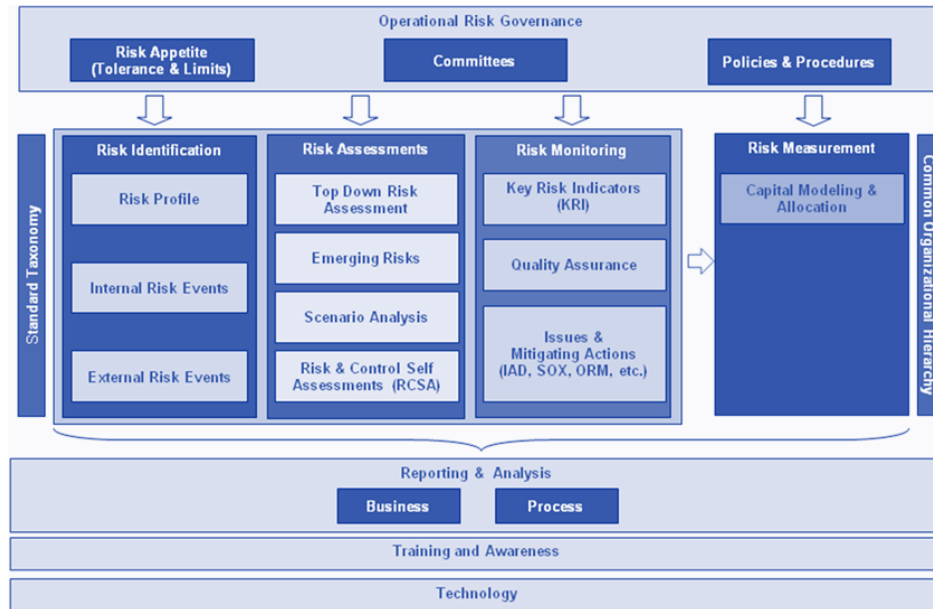 Operational Risk Governance
Risk Appetite
(Tolerance & Limits)
Committees
Policies & Procedures
Standard Taxonomy
Risk Identification
Risk Profile
Internal Risk Events
External Risk Events
Risk Assessments
Top Down Risk
Assessment
Emerging Risks
Scenario Analysis
Risk & Control Self
Assessments (RCSA)
Risk Monitoring
Key Risk Indicators
(KRI)
Quality Assurance
Issues &
Mitigating Actions
(IAD, SOX, ORM, etc.)
Risk Measurement
Capital Modeling &
Allocation
Common Organizational Hierarchy
Reporting & Analysis
Business
Process
Training and Awareness
Technology